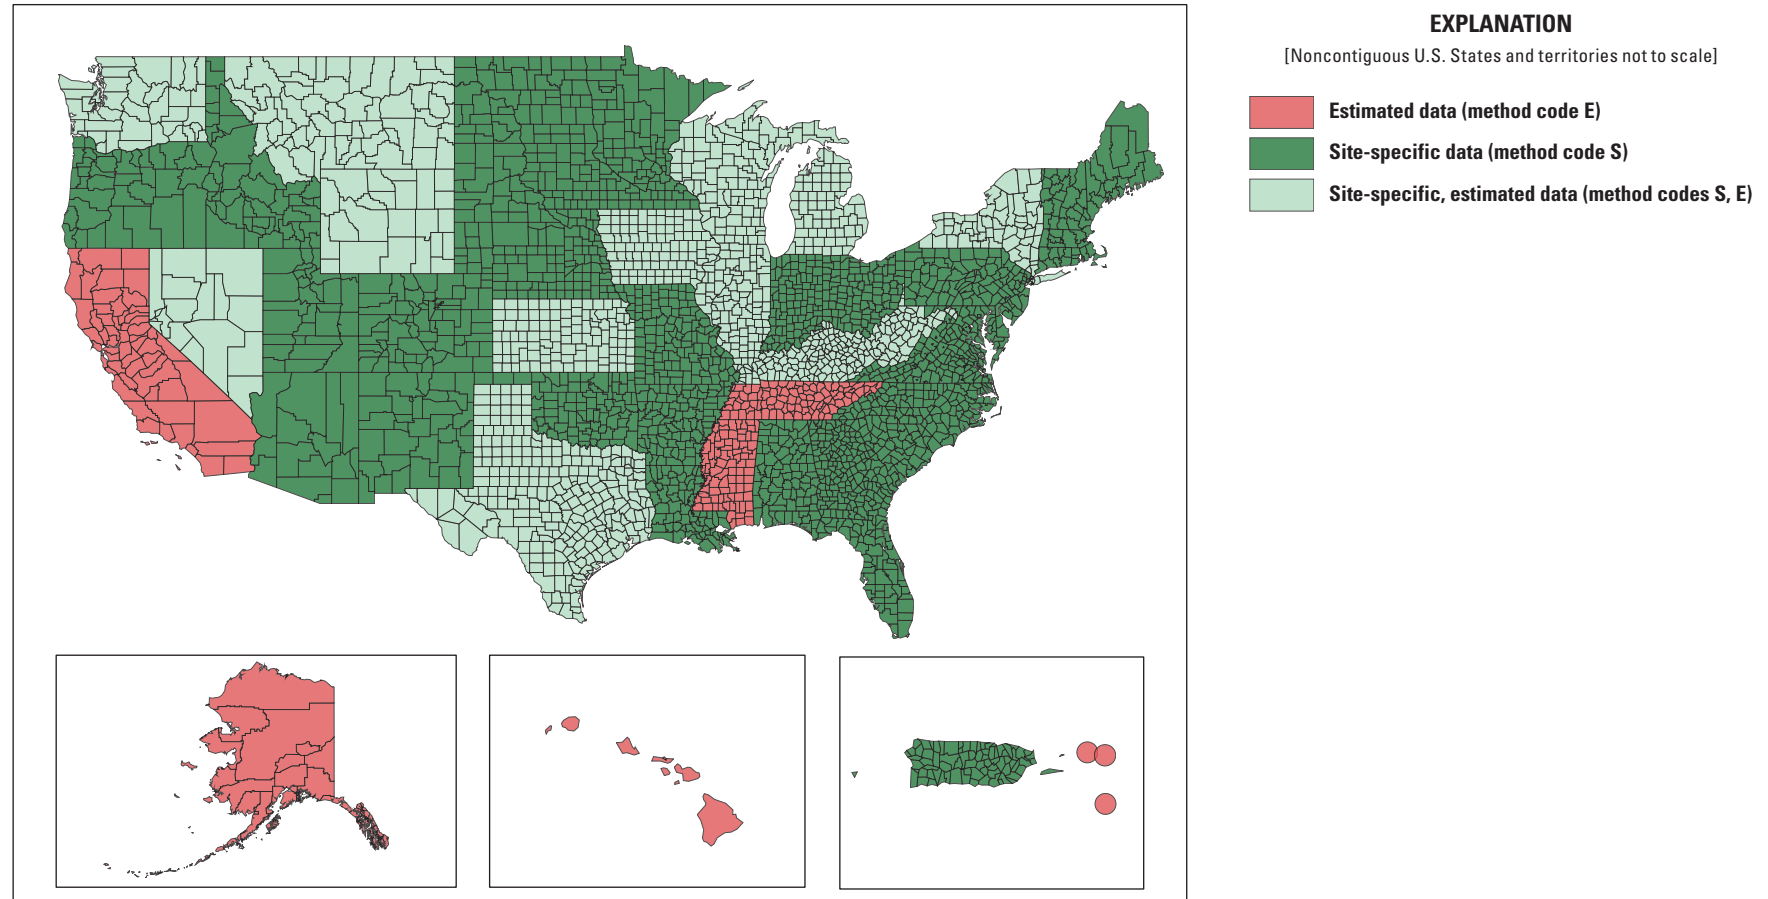 EXPLANATION
[Noncontiguous U.S. States and territories not to scale]
Estimated data (method code E)
Site-specific data (method code S)
Site-specific, estimated data (method codes S, E)